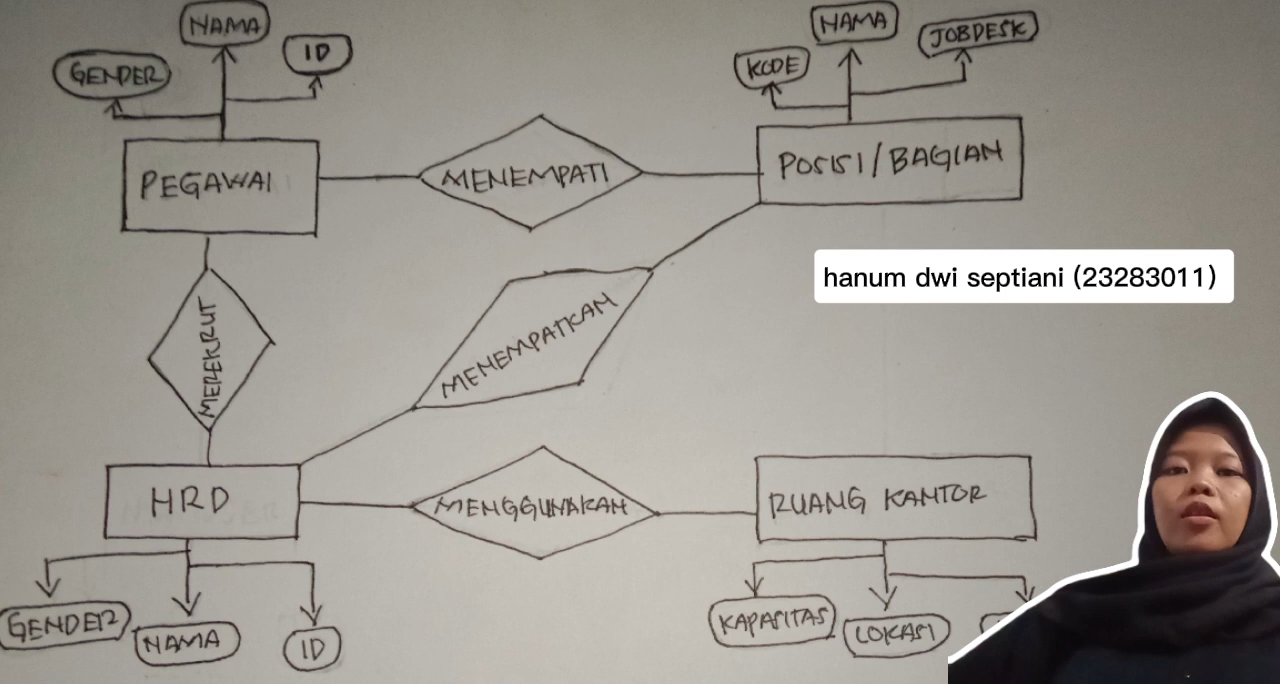 NAMA
GENDER
ID
NAMA
JOBDESK
KODE
PEGAWAI
MENEMPATI
POSISI/BAGIAN
hanum dwi septiani (23283011)
MEREKRUT
MENEMPATKAN
HRD
MENGGUNAKAN
RUANG KANTOR
GENDER
NAMA
ID
KAPASITAS
LOKASI